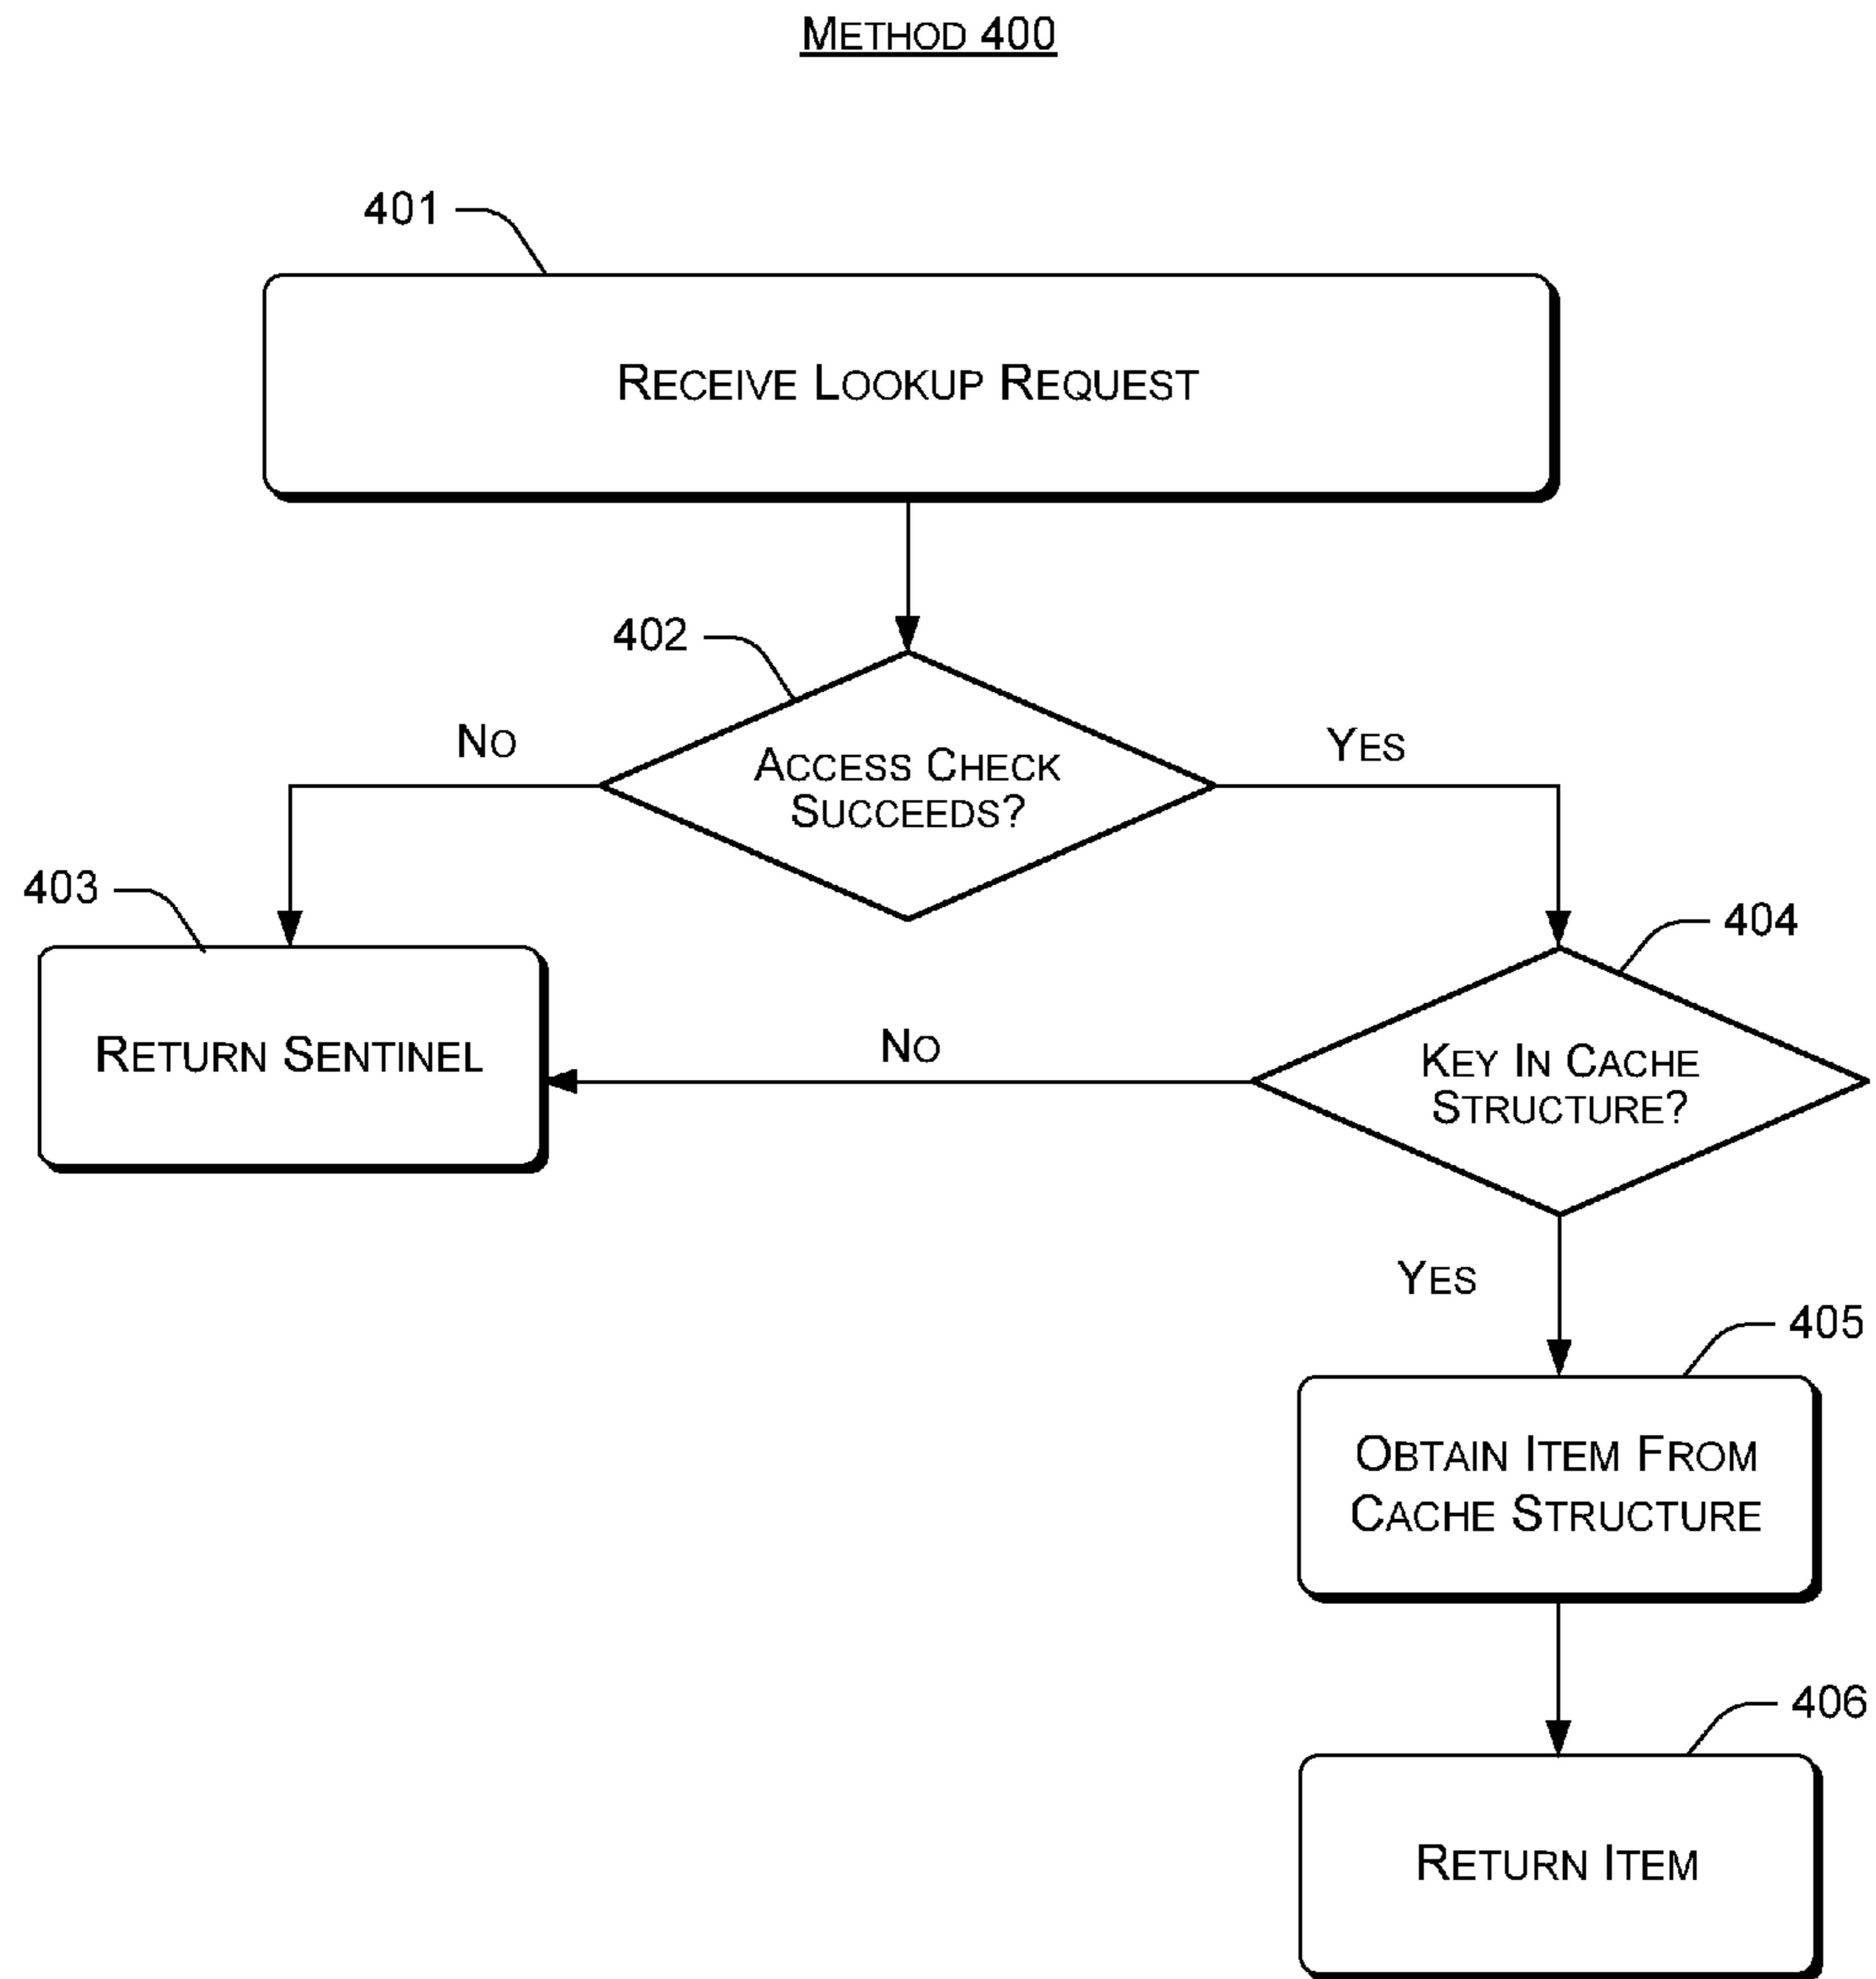 METHOD 400
401
RECEIVE LOOKUP REQUEST
402
NO
YES
ACCESS CHECK
SUCCEEDS?
403
404
RETURN SENTINEL
NO
KEY IN CACHE
STRUCTURE?
YES
405
OBTAIN ITEM FROM
CACHE STRUCTURE
406
RETURN ITEM